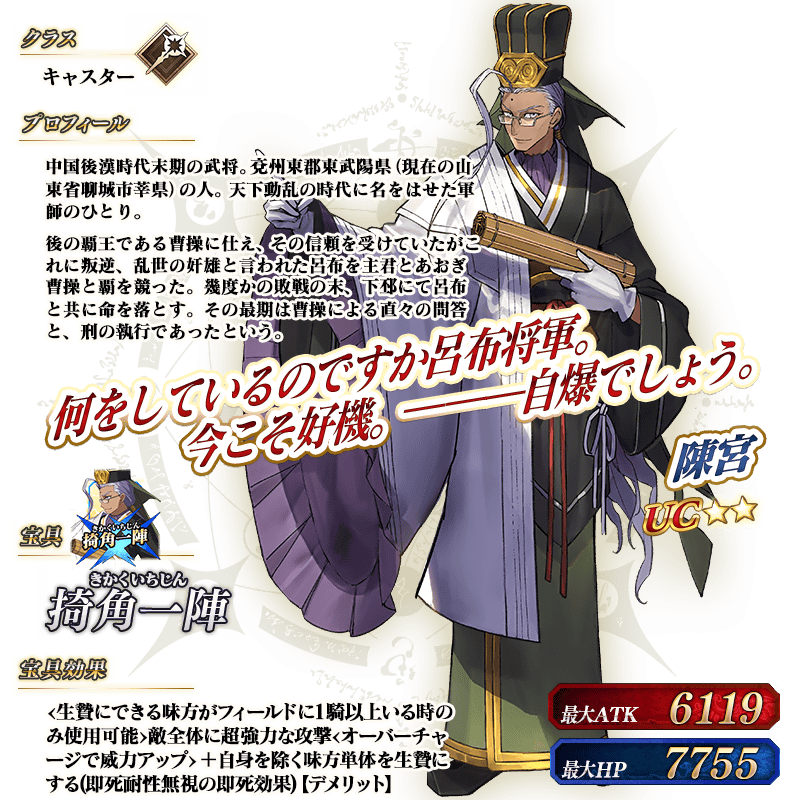 クラス
キャスター
プロフィール
中国後漢時代末期の武将。兗州東郡東武陽県（現在の山
東省聊城市莘県）の人。天下動乱の時代に名をはせた軍
師のひとり。
後の覇王である曹操に仕え、その信頼を受けていたがこ
れに叛逆、乱世の奸雄と言われた呂布を主君とあおぎ
曹操と覇を競った。幾度かの敗戦の末、下邳にて呂布
と共に命を落とす。その最期は曹操による直々の問答
と、刑の執行であったという。
何をしているのですか呂布将軍。
今こそ好機。———自爆でしょう。
陳宮
UC★★
宝具
きかくいちじん
掎角一陣
きかくいちじん
掎角一陣
宝具効果
<生贄にできる味方がフィールドに1騎以上いる時の
み使用可能>敵全体に超強力な攻撃<オーバーチャ
ージで威力アップ>＋自身を除く味方単体を生贄に
する(即死耐性無視の即死効果)【デメリット】
最大ATK 6119
最大HP 7755